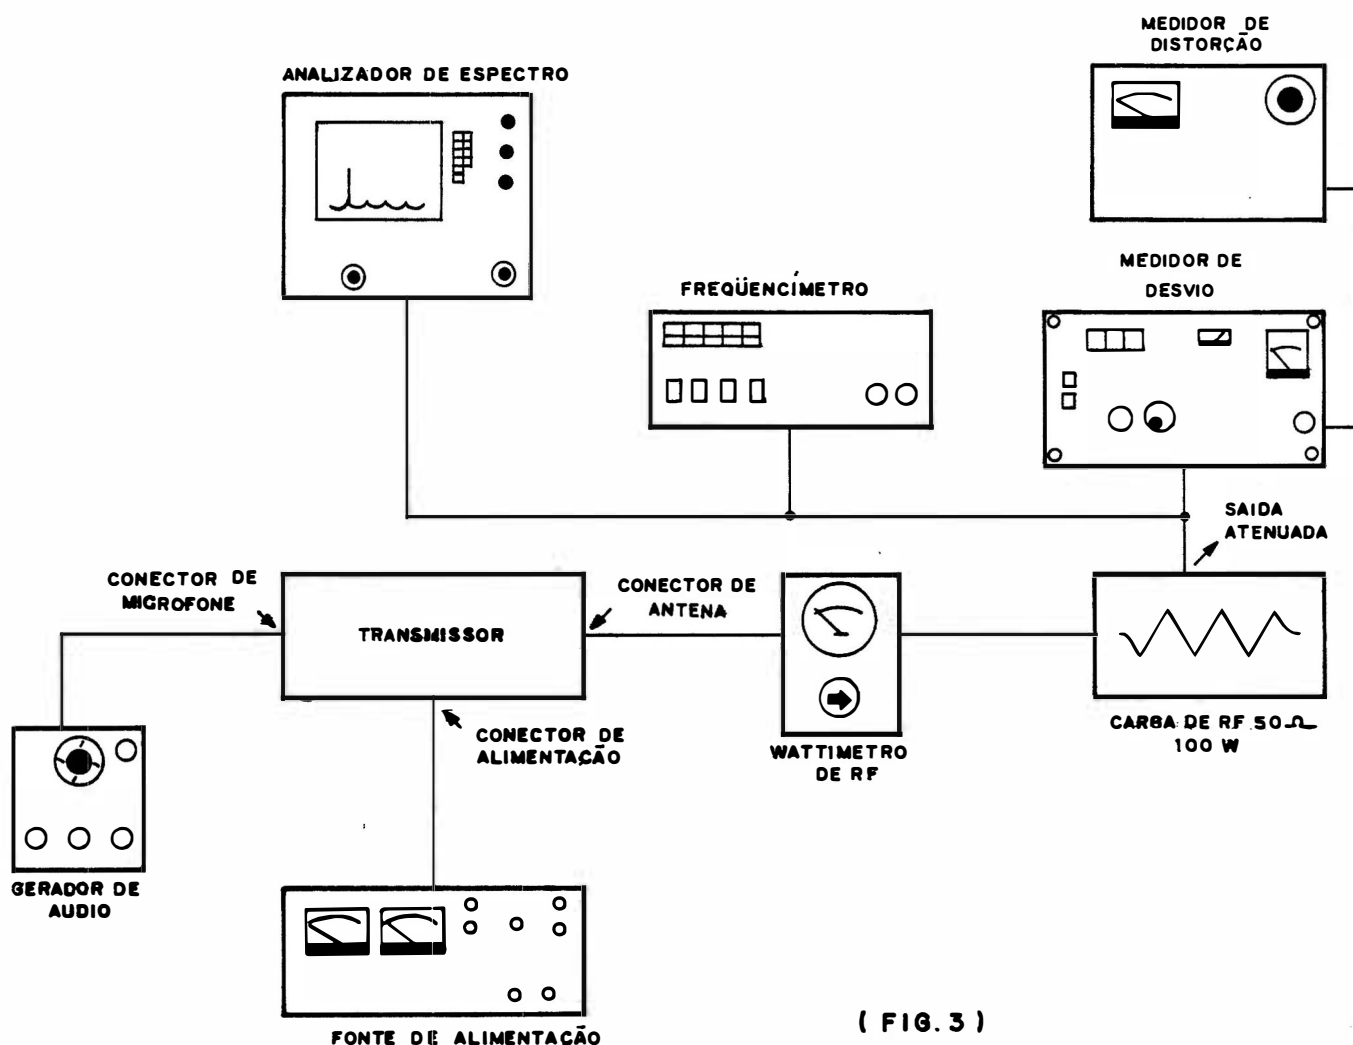 MEDIDOR DE
DISTORÇÃO
ANALIZADOR DE ESPECTRO
MEDIDOR DE
DESVIO
FREQÜENCÍMETRO
SAIDA
ATENUADA
CONECTOR DE
MICROFONE
TRANSMISSOR
CONECTOR DE
ANTENA
CONECTOR DE
ALIMENTAÇÃO
WATTIMETRO
DE RF
CARGA DE RF 50Ω
100 W
GERADOR DE
AUDIO
FONTE DE ALIMENTAÇÃO
( FIG. 3 )